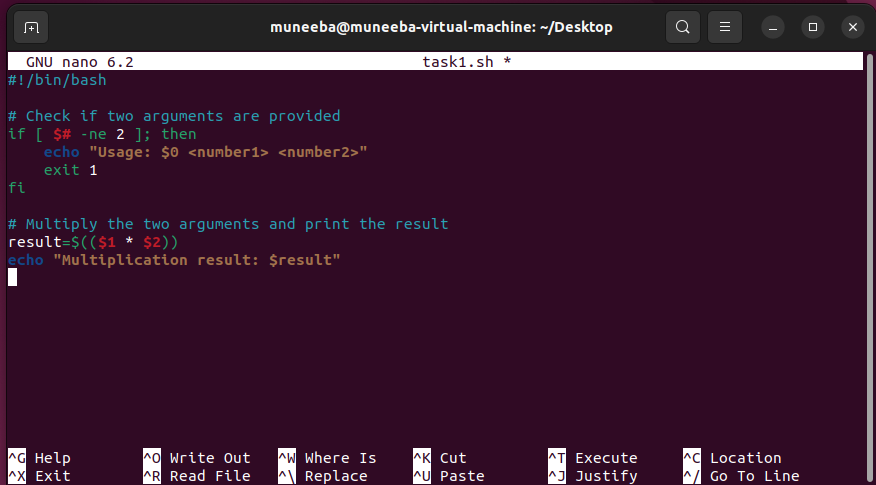 muneeba@muneeba-virtual-machine: ~/Desktop
GNU nano 6.2 task1.sh *
#!/bin/bash

# Check if two arguments are provided
if [ $# -ne 2 ]; then
    echo "Usage: $0 <number1> <number2>"
    exit 1
fi

# Multiply the two arguments and print the result
result=$(($1 * $2))
echo "Multiplication result: $result"

^G Help ^O Write Out ^W Where Is ^K Cut ^T Execute ^C Location
^X Exit ^R Read File ^\ Replace ^U Paste ^J Justify ^/ Go To Line